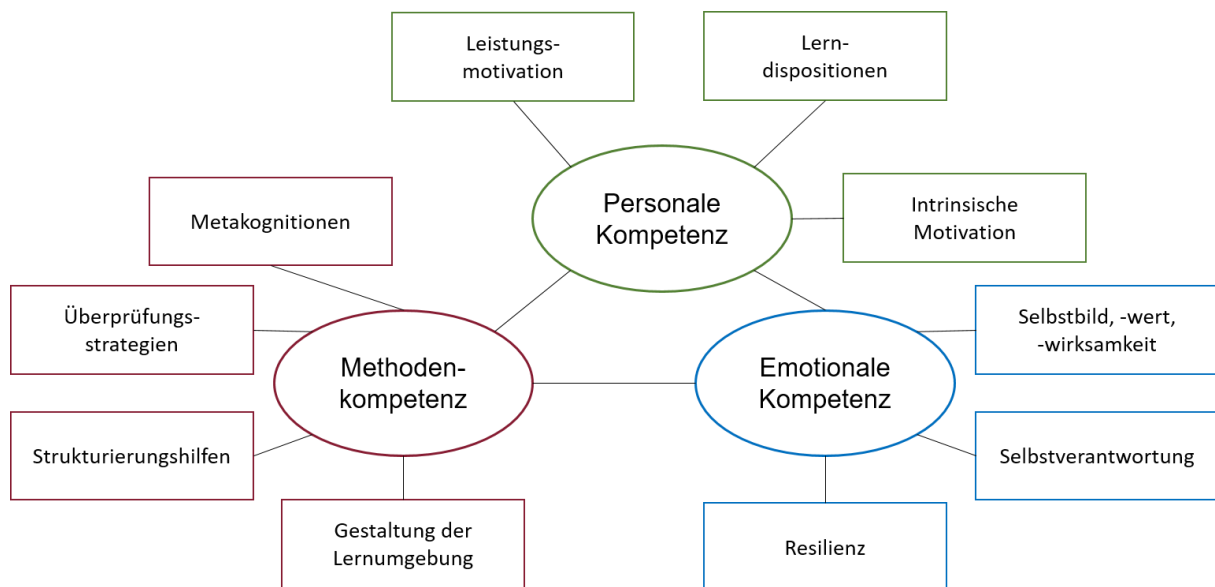 Leistungs-
motivation
Lern-
dispositionen
Personale
Kompetenz
Metakognitionen
Intrinsische
Motivation
Überprüfungs-
strategien
Selbstbild, -wert,
-wirksamkeit
Methoden-
kompetenz
Emotionale
Kompetenz
Strukturierungshilfen
Selbstverantwortung
Gestaltung der
Lernumgebung
Resilienz